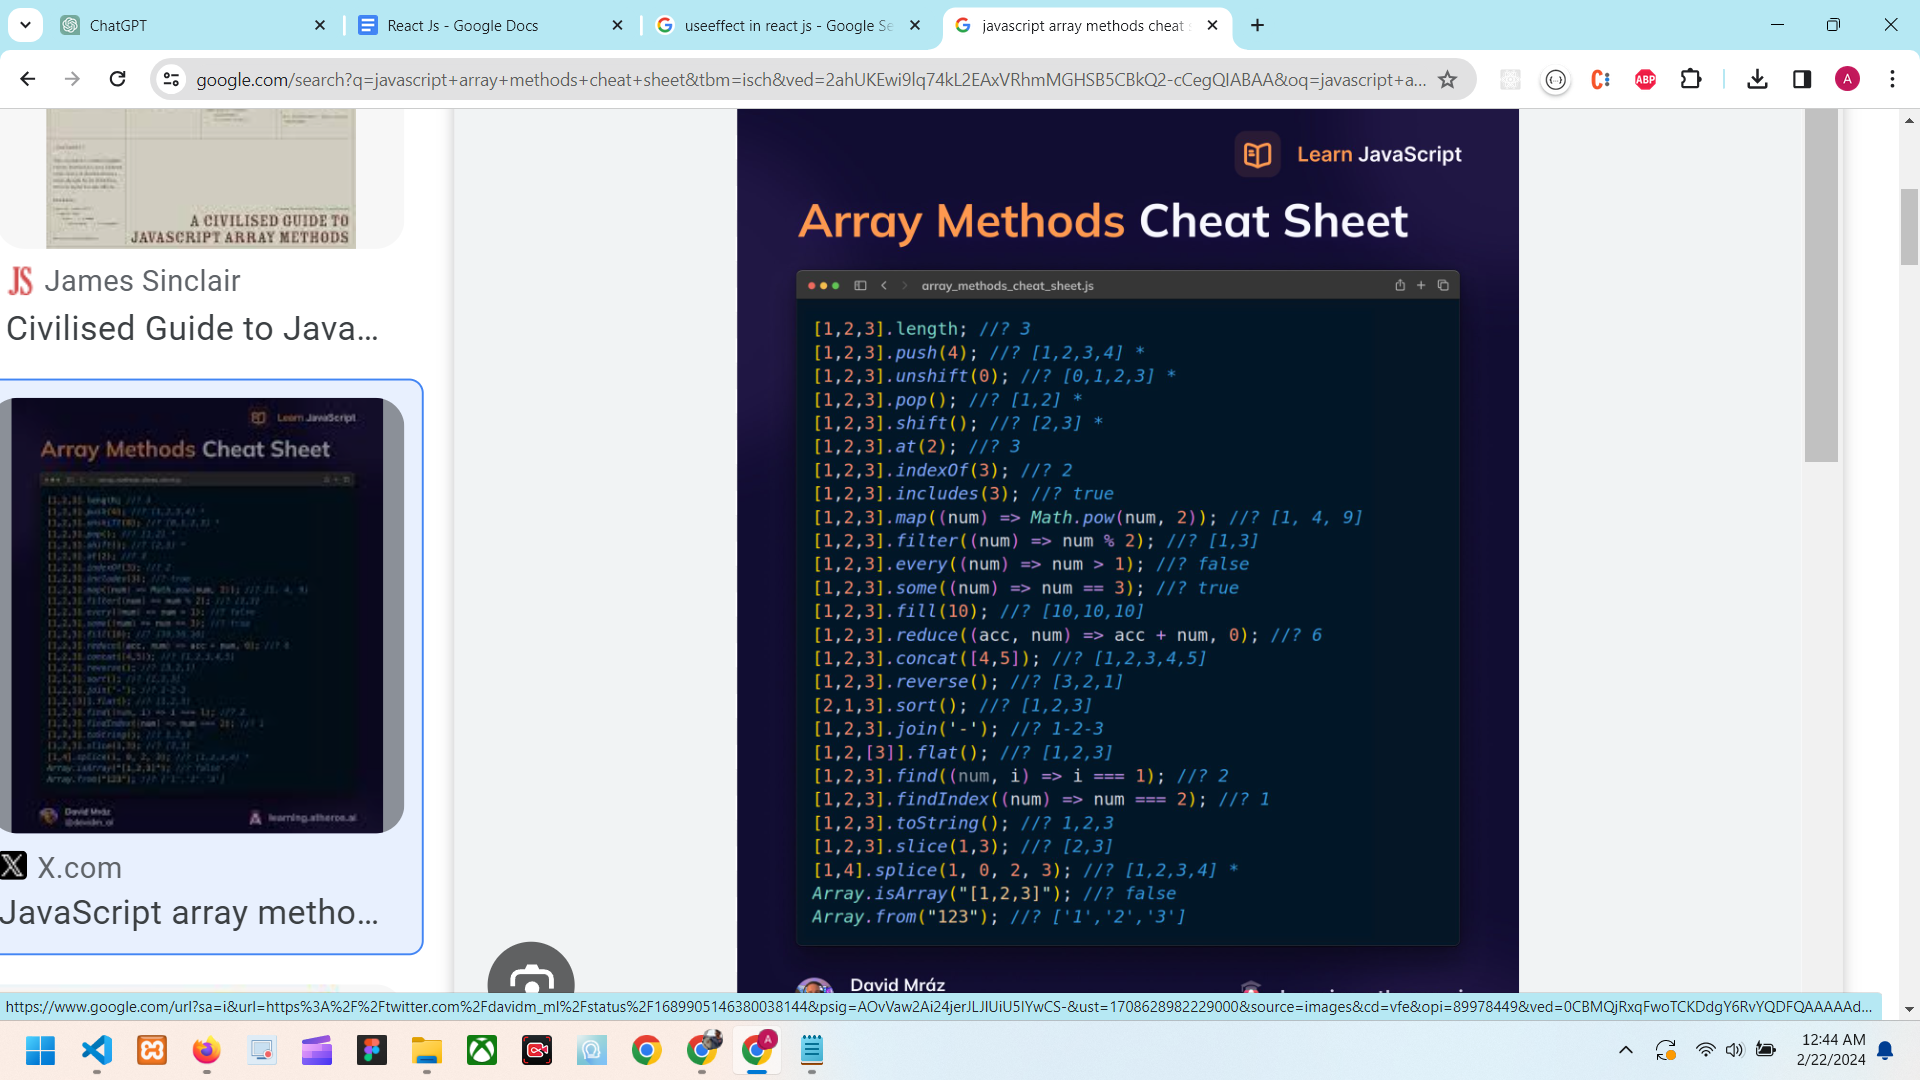 ChatGPT
React Js - Google Docs
useeffect in react js - Google Se
javascript array methods cheat s
google.com/search?q=javascript+array+methods+cheat+sheet&tbm=isch&ved=2ahUKEwi9lq74kL2EAxVRhmMGHSB5CBkQ2-cCegQIABAA&oq=javascript+a...
ABP
A
A CIVILISED GUIDE TO
JAVASCRIPT ARRAY METHODS
JS James Sinclair
Civilised Guide to Java...
Learn JavaScript
Array Methods Cheat Sheet
David Mráz
@davidm_ml
X.com
JavaScript array metho...
Learn JavaScript
Array Methods Cheat Sheet
array_methods_cheat_sheet.js
[1,2,3].length; //? 3
[1,2,3].push(4); //? [1,2,3,4] *
[1,2,3].unshift(0); //? [0,1,2,3] *
[1,2,3].pop(); //? [1,2] *
[1,2,3].shift(); //? [2,3] *
[1,2,3].at(2); //? 3
[1,2,3].indexOf(3); //? 2
[1,2,3].includes(3); //? true
[1,2,3].map((num) => Math.pow(num, 2)); //? [1, 4, 9]
[1,2,3].filter((num) => num % 2); //? [1,3]
[1,2,3].every((num) => num > 1); //? false
[1,2,3].some((num) => num == 3); //? true
[1,2,3].fill(10); //? [10,10,10]
[1,2,3].reduce((acc, num) => acc + num, 0); //? 6
[1,2,3].concat([4,5]); //? [1,2,3,4,5]
[1,2,3].reverse(); //? [3,2,1]
[2,1,3].sort(); //? [1,2,3]
[1,2,3].join('-'); //? 1-2-3
[1,2,[3]].flat(); //? [1,2,3]
[1,2,3].find((num, i) => i === 1); //? 2
[1,2,3].findIndex((num) => num === 2); //? 1
[1,2,3].toString(); //? 1,2,3
[1,2,3].slice(1,3); //? [2,3]
[1,4].splice(1, 0, 2, 3); //? [1,2,3,4] *
Array.isArray("[1,2,3]"); //? false
Array.from("123"); //? ['1','2','3']
David Mráz
https://www.google.com/url?sa=i&url=https%3A%2F%2Ftwitter.com%2Fdavidm_ml%2Fstatus%2F1689905146380038144&psig=AOvVaw2Ai24jerJLJIUiU5IYwCS-&ust=1708628982229000&source=images&cd=vfe&opi=89978449&ved=0CBMQjRxqFwoTCKDdgY6RvYQDFQAAAAAd...
A
12:44 AM
2/22/2024